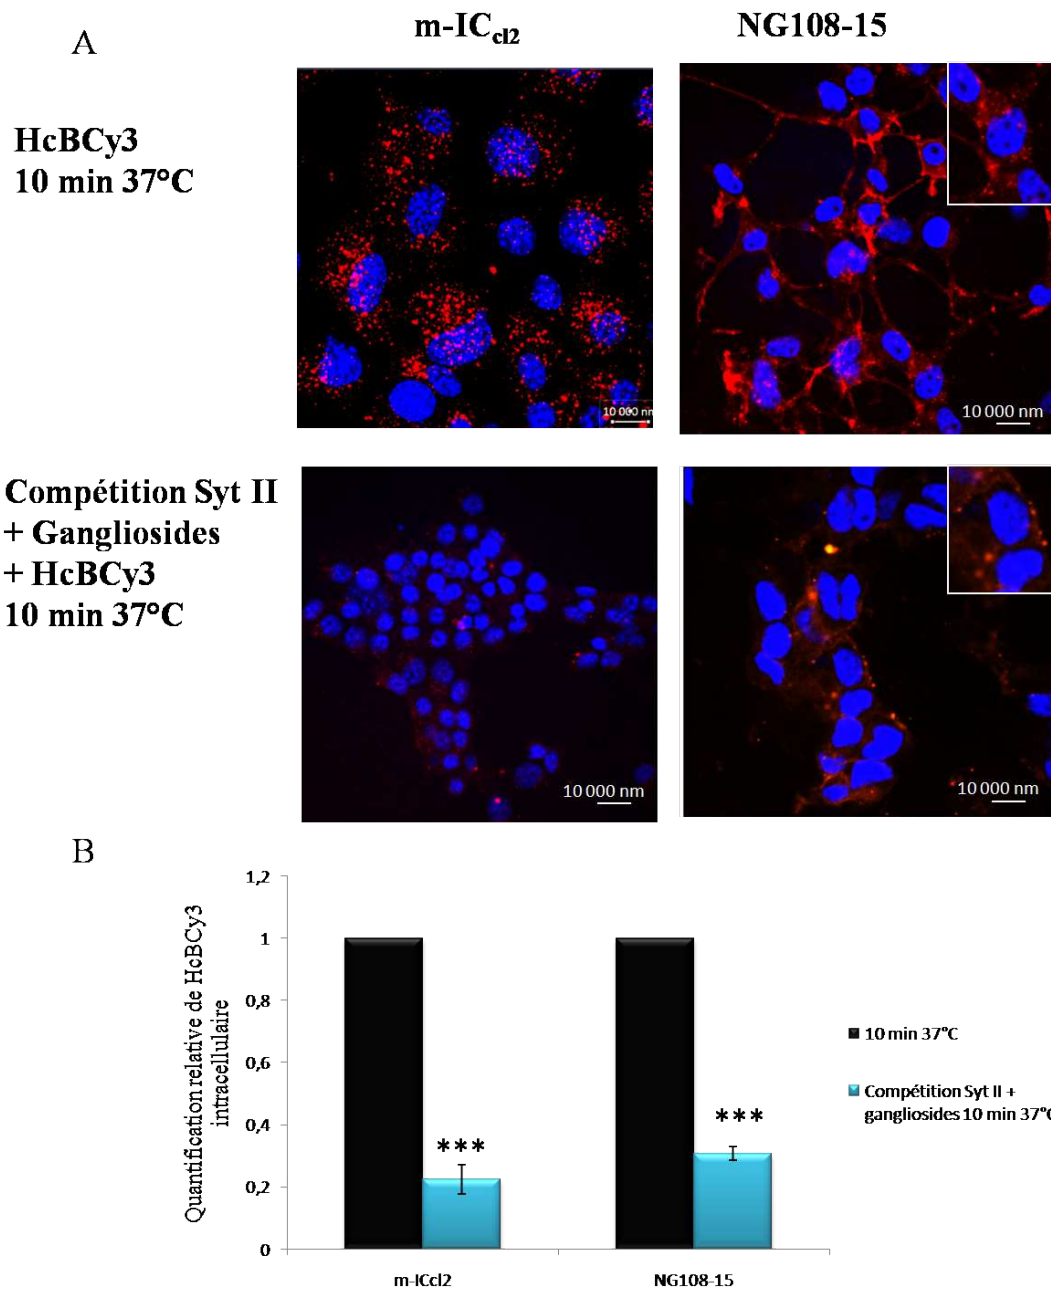 A
m-ICcl2
NG108-15
HcBCy3
10 min 37°C
10 000 nm
10 000 nm
Compétition Syt II
+ Gangliosides
+ HcBCy3
10 min 37°C
10 000 nm
10 000 nm
B
Quantification relative de HcBCy3
intracellulaire
1,2
1
0,8
0,6
0,4
0,2
0
***
***
m-ICcl2
NG108-15
10 min 37°C
Compétition Syt II +
gangliosides 10 min 37°C